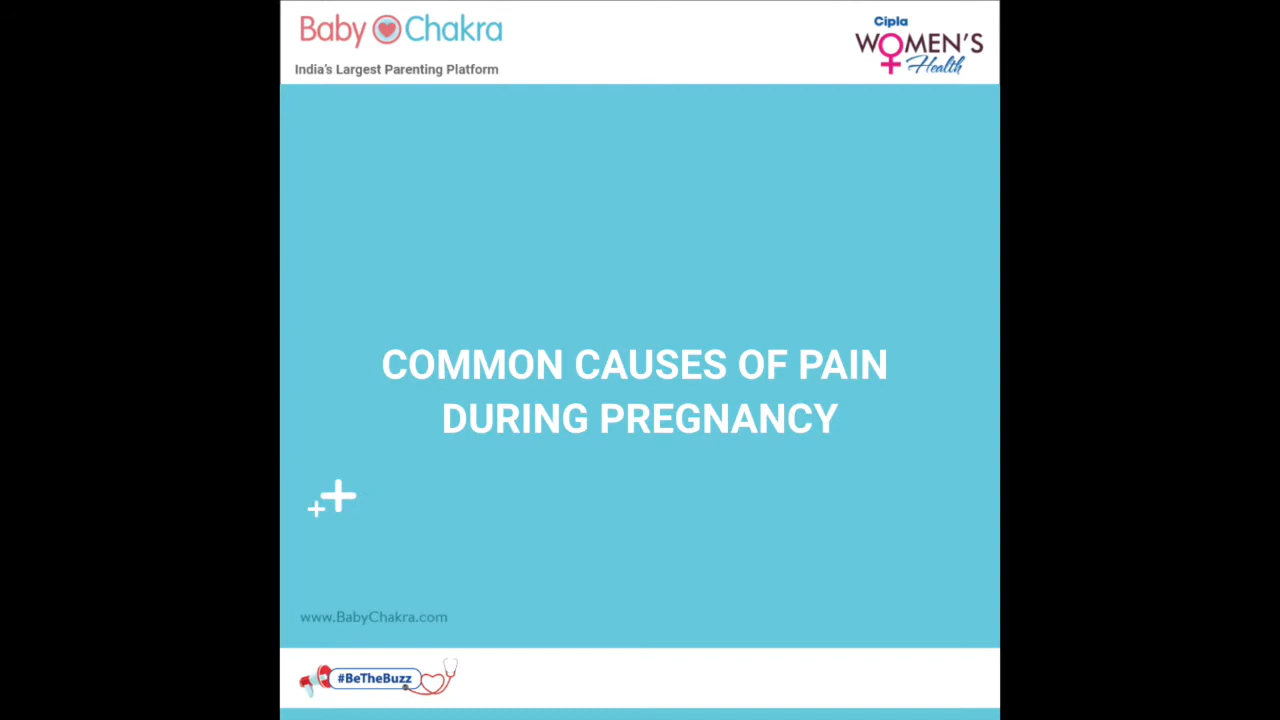 Baby Chakra
India's Largest Parenting Platform
Cipla
WOMEN'S
Health
COMMON CAUSES OF PAIN
DURING PREGNANCY
www.BabyChakra.com
#BeTheBuzz